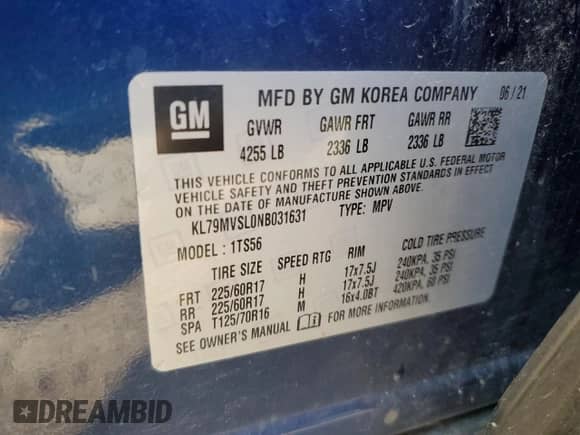 GM
MFD BY GM KOREA COMPANY 06/21
GVWR GAWR FRT GAWR RR
4255 LB 2336 LB 2336 LB
THIS VEHICLE CONFORMS TO ALL APPLICABLE U.S. FEDERAL MOTOR
VEHICLE SAFETY AND THEFT PREVENTION STANDARDS IN EFFECT
ON THE DATE OF MANUFACTURE SHOWN ABOVE.
KL79MVSL0NB031631 TYPE: MPV
MODEL: 1TS56
TIRE SIZE SPEED RTG RIM COLD TIRE PSI
FRT 225/60R17 H 17x7.5J 240KPA, 35 PSI
RR 225/60R17 H 17x7.5J 240KPA, 35 PSI
SPA T125/70R16 M 16x4.0BT 420KPA, 60 PSI
SEE OWNER'S MANUAL FOR MORE INFORMATION
DREAMBID